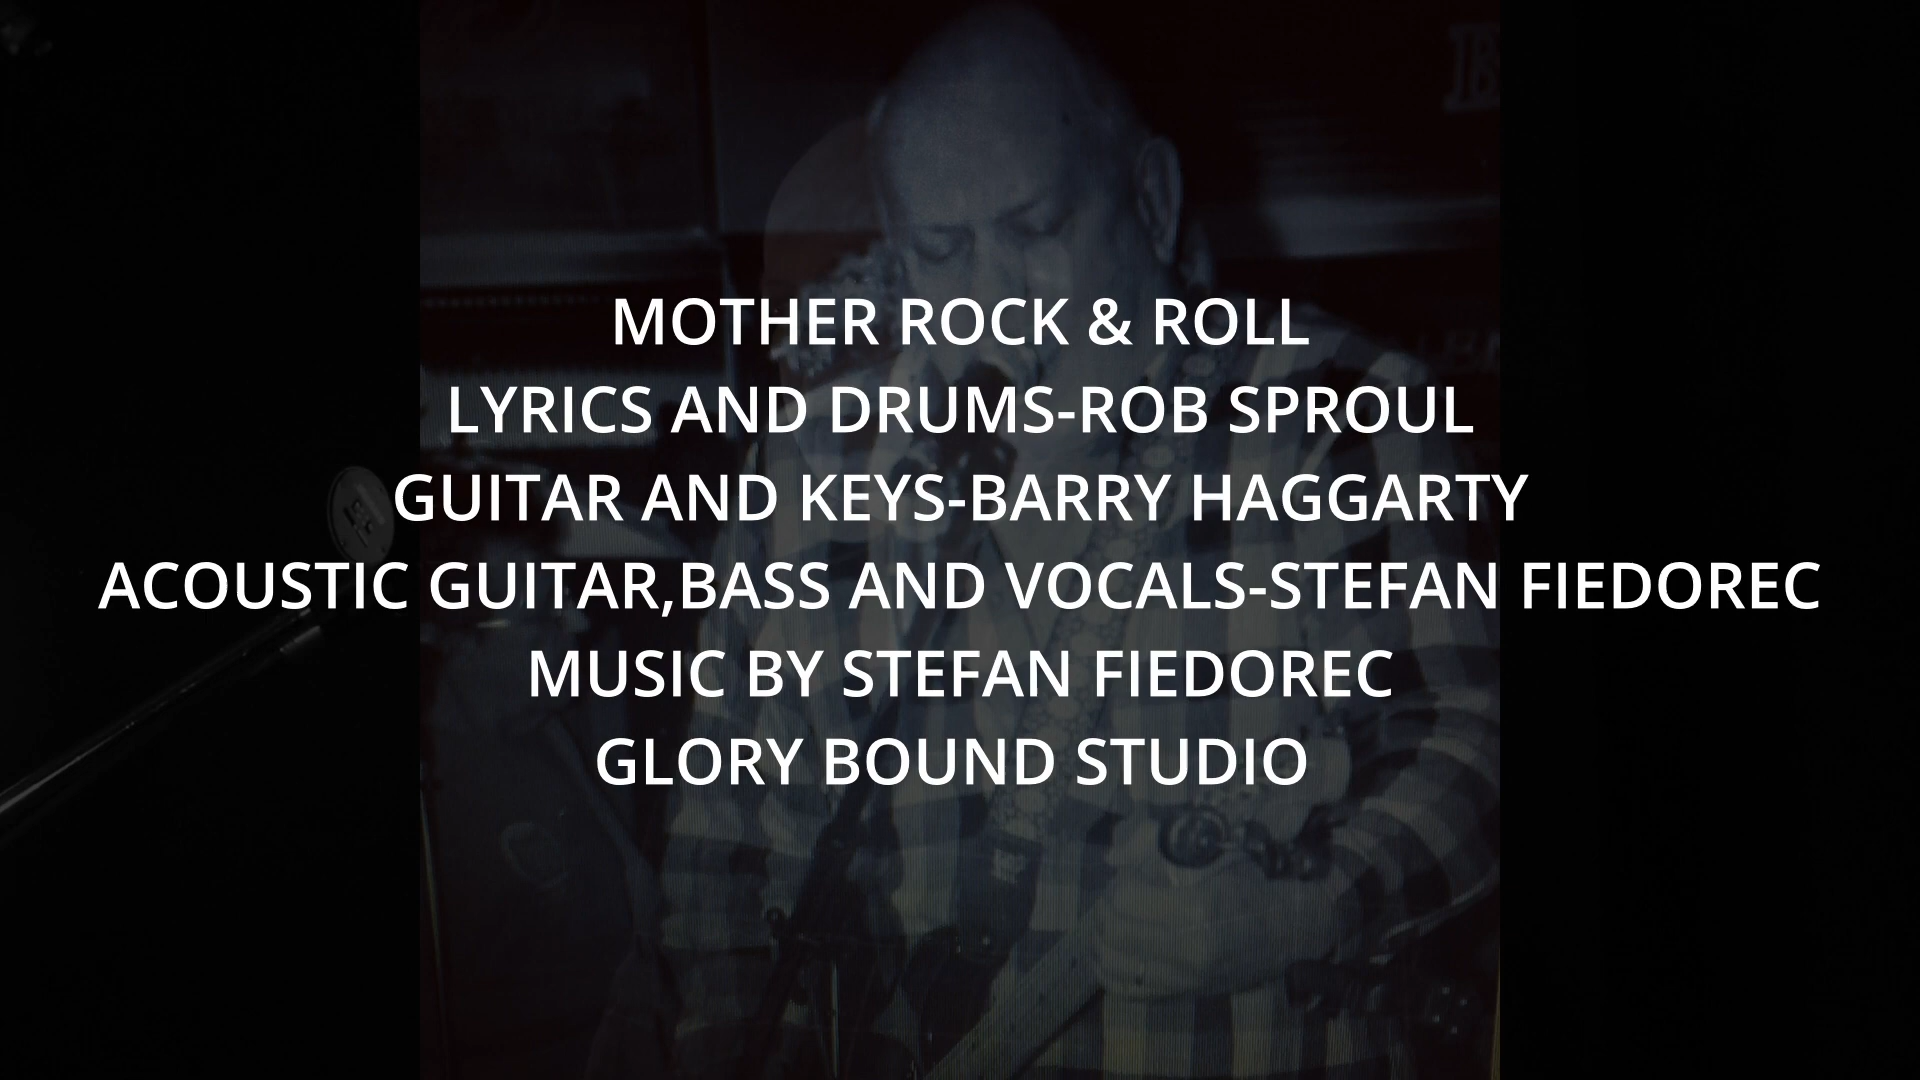 MOTHER ROCK & ROLL
LYRICS AND DRUMS-ROB SPROUL
GUITAR AND KEYS-BARRY HAGGARTY
ACOUSTIC GUITAR,BASS AND VOCALS-STEFAN FIEDOREC
MUSIC BY STEFAN FIEDOREC
GLORY BOUND STUDIO